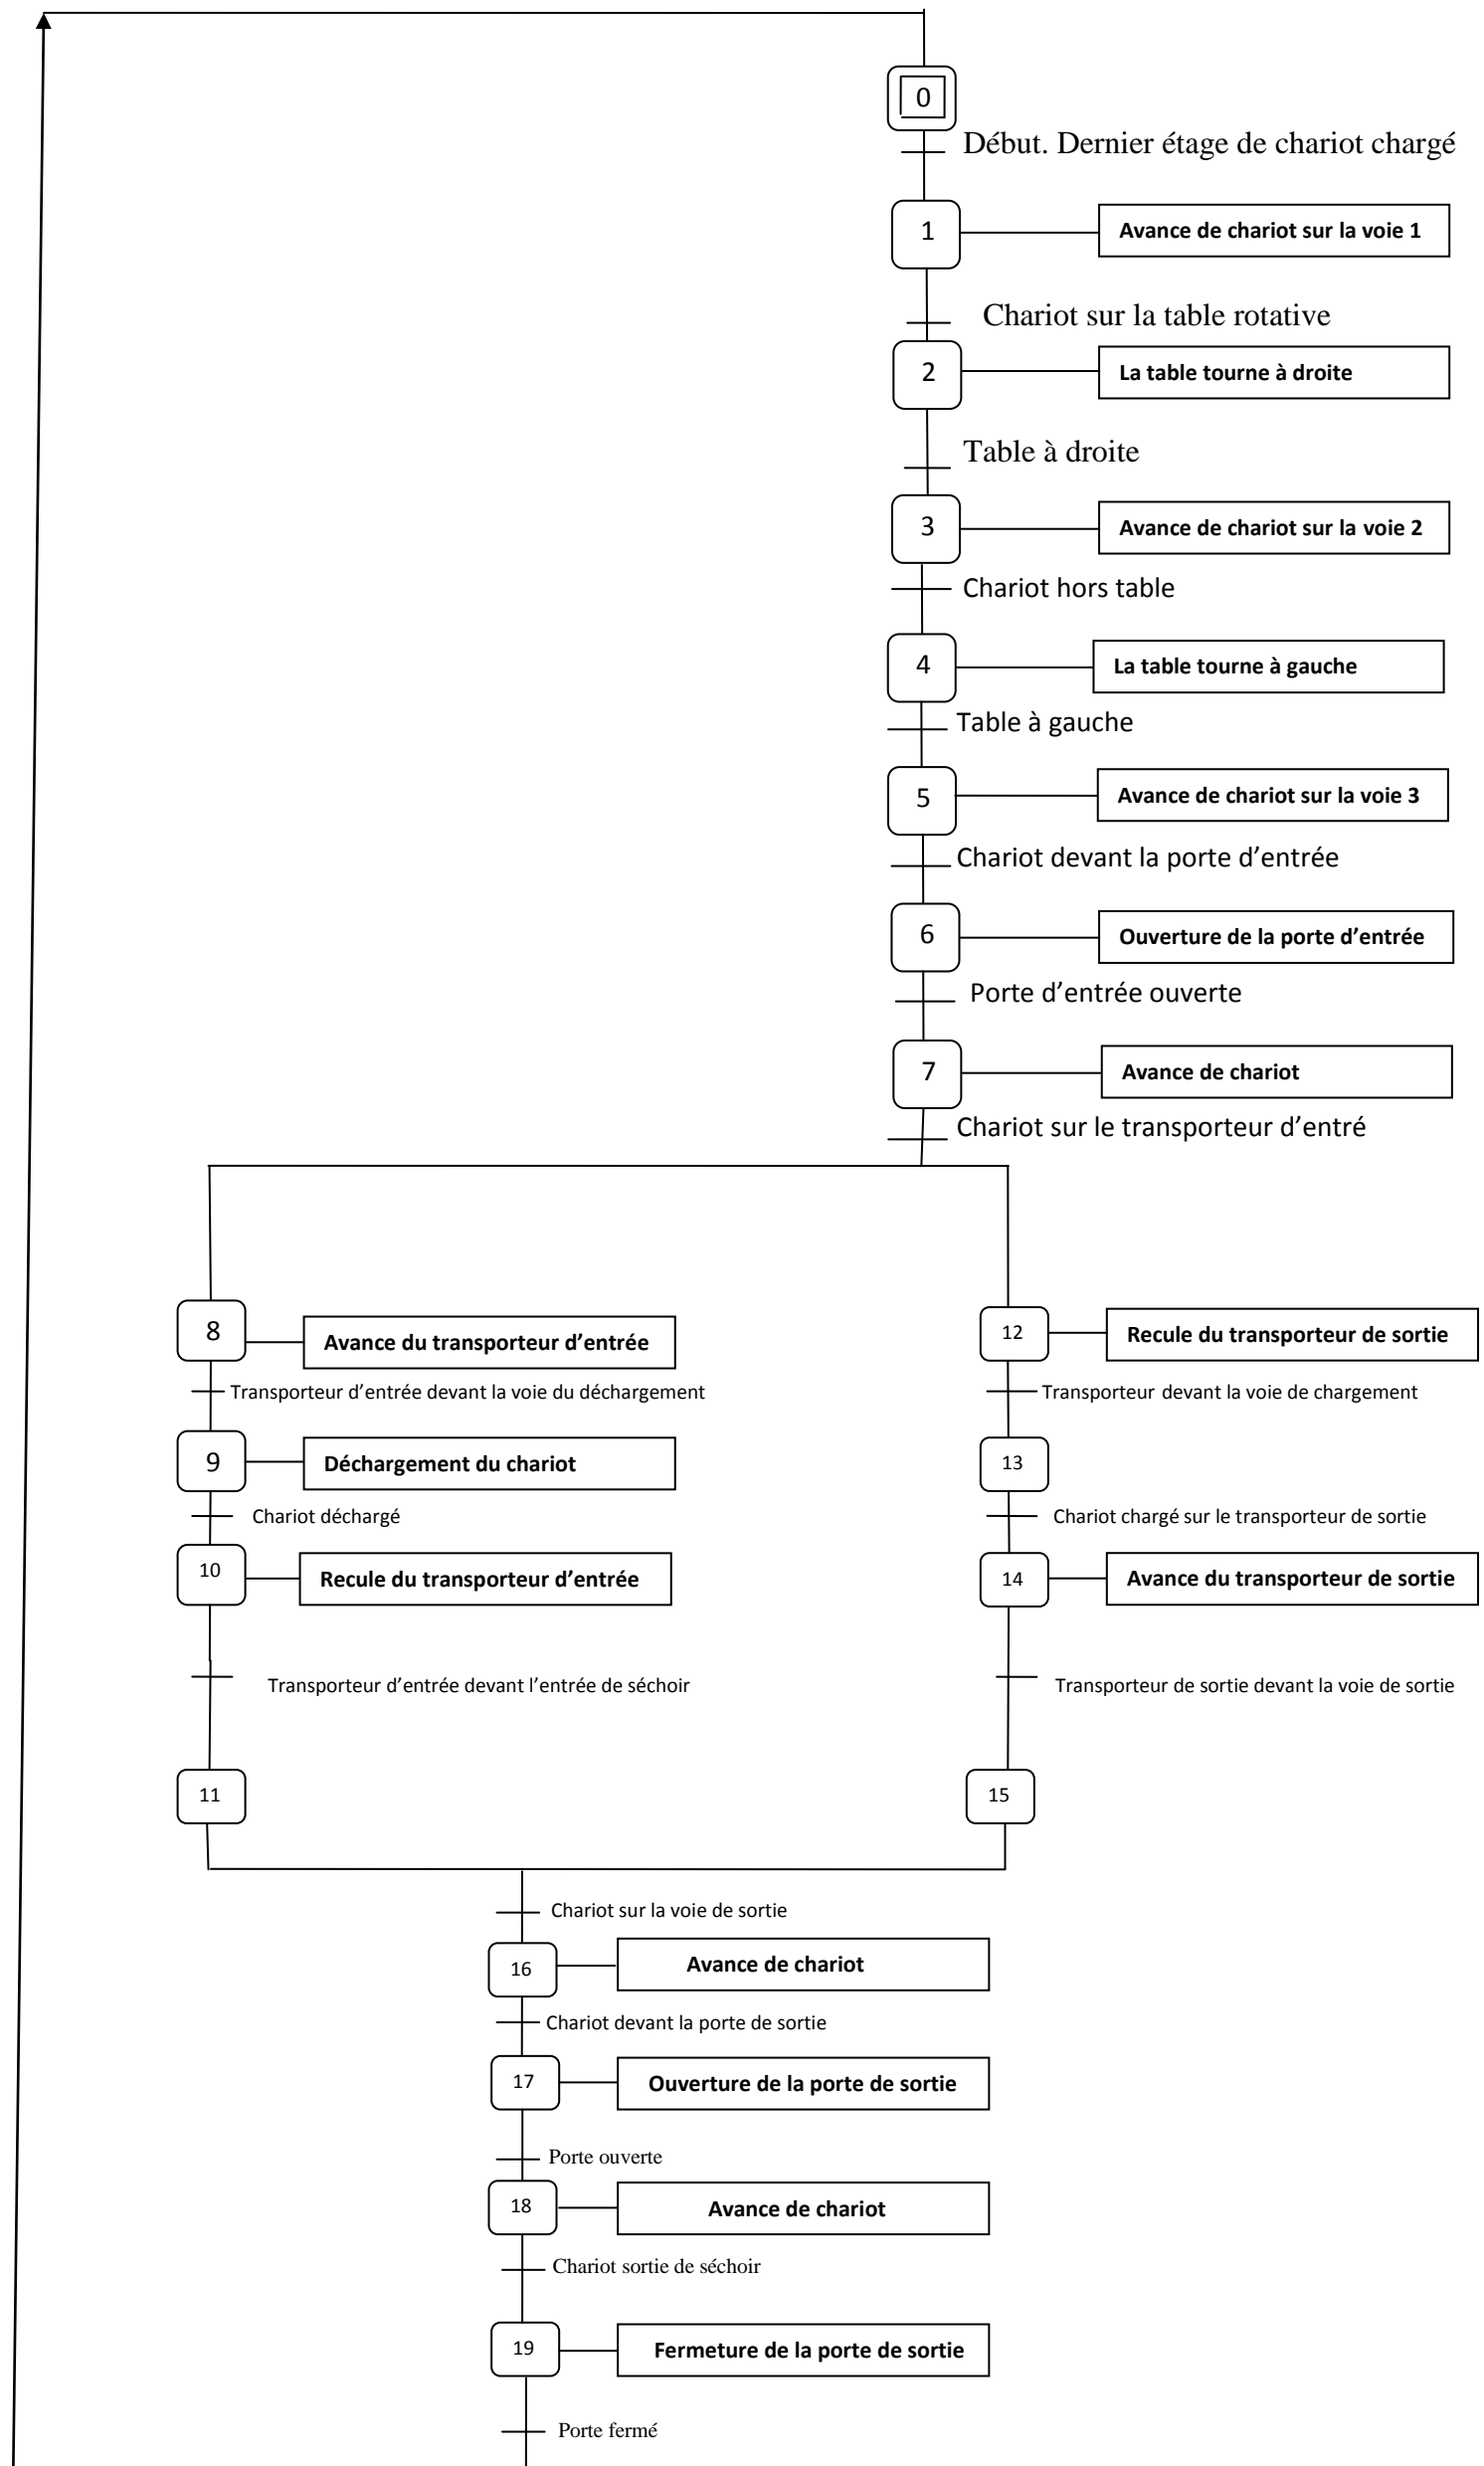 0
Début. Dernier étage de chariot chargé
1
Avance de chariot sur la voie 1
Chariot sur la table rotative
2
La table tourne à droite
Table à droite
3
Avance de chariot sur la voie 2
Chariot hors table
4
La table tourne à gauche
Table à gauche
5
Avance de chariot sur la voie 3
Chariot devant la porte d’entrée
6
Ouverture de la porte d’entrée
Porte d’entrée ouverte
7
Avance de chariot
Chariot sur le transporteur d’entré
8
Avance du transporteur d’entrée
12
Recule du transporteur de sortie
Transporteur d’entrée devant la voie du déchargement
Transporteur devant la voie de chargement
9
Déchargement du chariot
13
Chariot déchargé
Chariot chargé sur le transporteur de sortie
10
Recule du transporteur d’entrée
14
Avance du transporteur de sortie
Transporteur d’entrée devant l’entrée de séchoir
Transporteur de sortie devant la voie de sortie
11
15
Chariot sur la voie de sortie
16
Avance de chariot
Chariot devant la porte de sortie
17
Ouverture de la porte de sortie
Porte ouverte
18
Avance de chariot
Chariot sortie de séchoir
19
Fermeture de la porte de sortie
Porte fermé